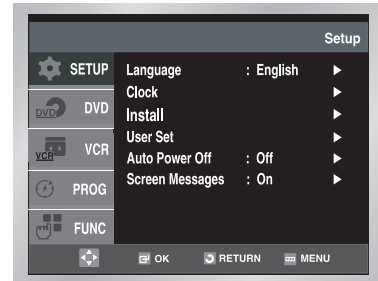 Setup
SETUP
DVD DVD
VCR VCR
PROG
FUNC
Language : English ►
Clock ►
Install ►
User Set ►
Auto Power Off : Off ►
Screen Messages : On ►
OK RETURN MENU